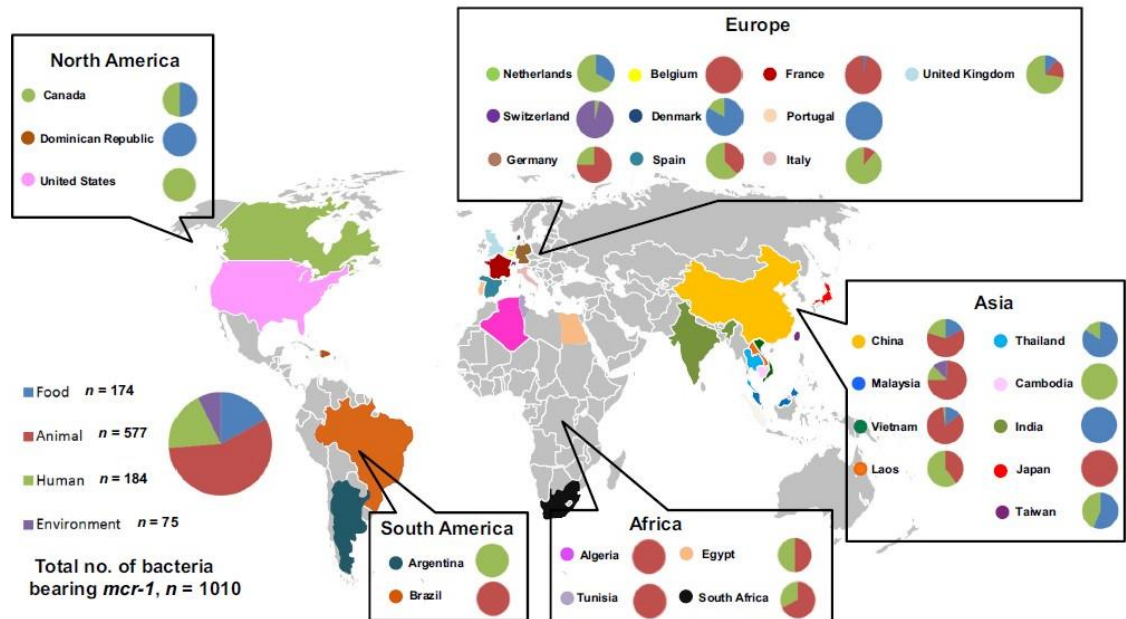 Europe
Netherlands Belgium France United Kingdom
Switzerland Denmark Portugal
Germany Spain Italy
North America
Canada
Dominican Republic
United States
Asia
China Thailand
Malaysia Cambodia
Vietnam India
Laos Japan
Taiwan
Food n = 174
Animal n = 577
Human n = 184
Environment n = 75
Total no. of bacteria
bearing mcr-1, n = 1010
South America
Argentina
Brazil
Africa
Algeria Egypt
Tunisia South Africa